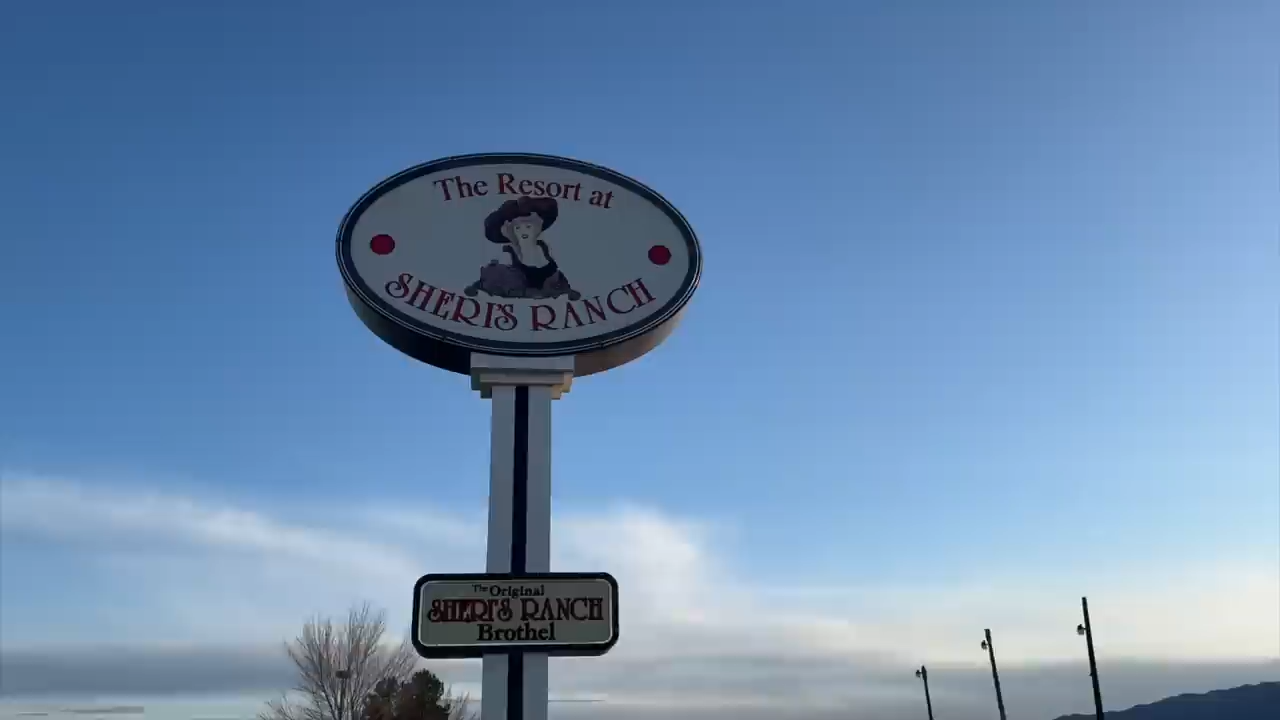 The Resort at
SHERI'S RANCH
The Original
SHERI'S RANCH
Brothel